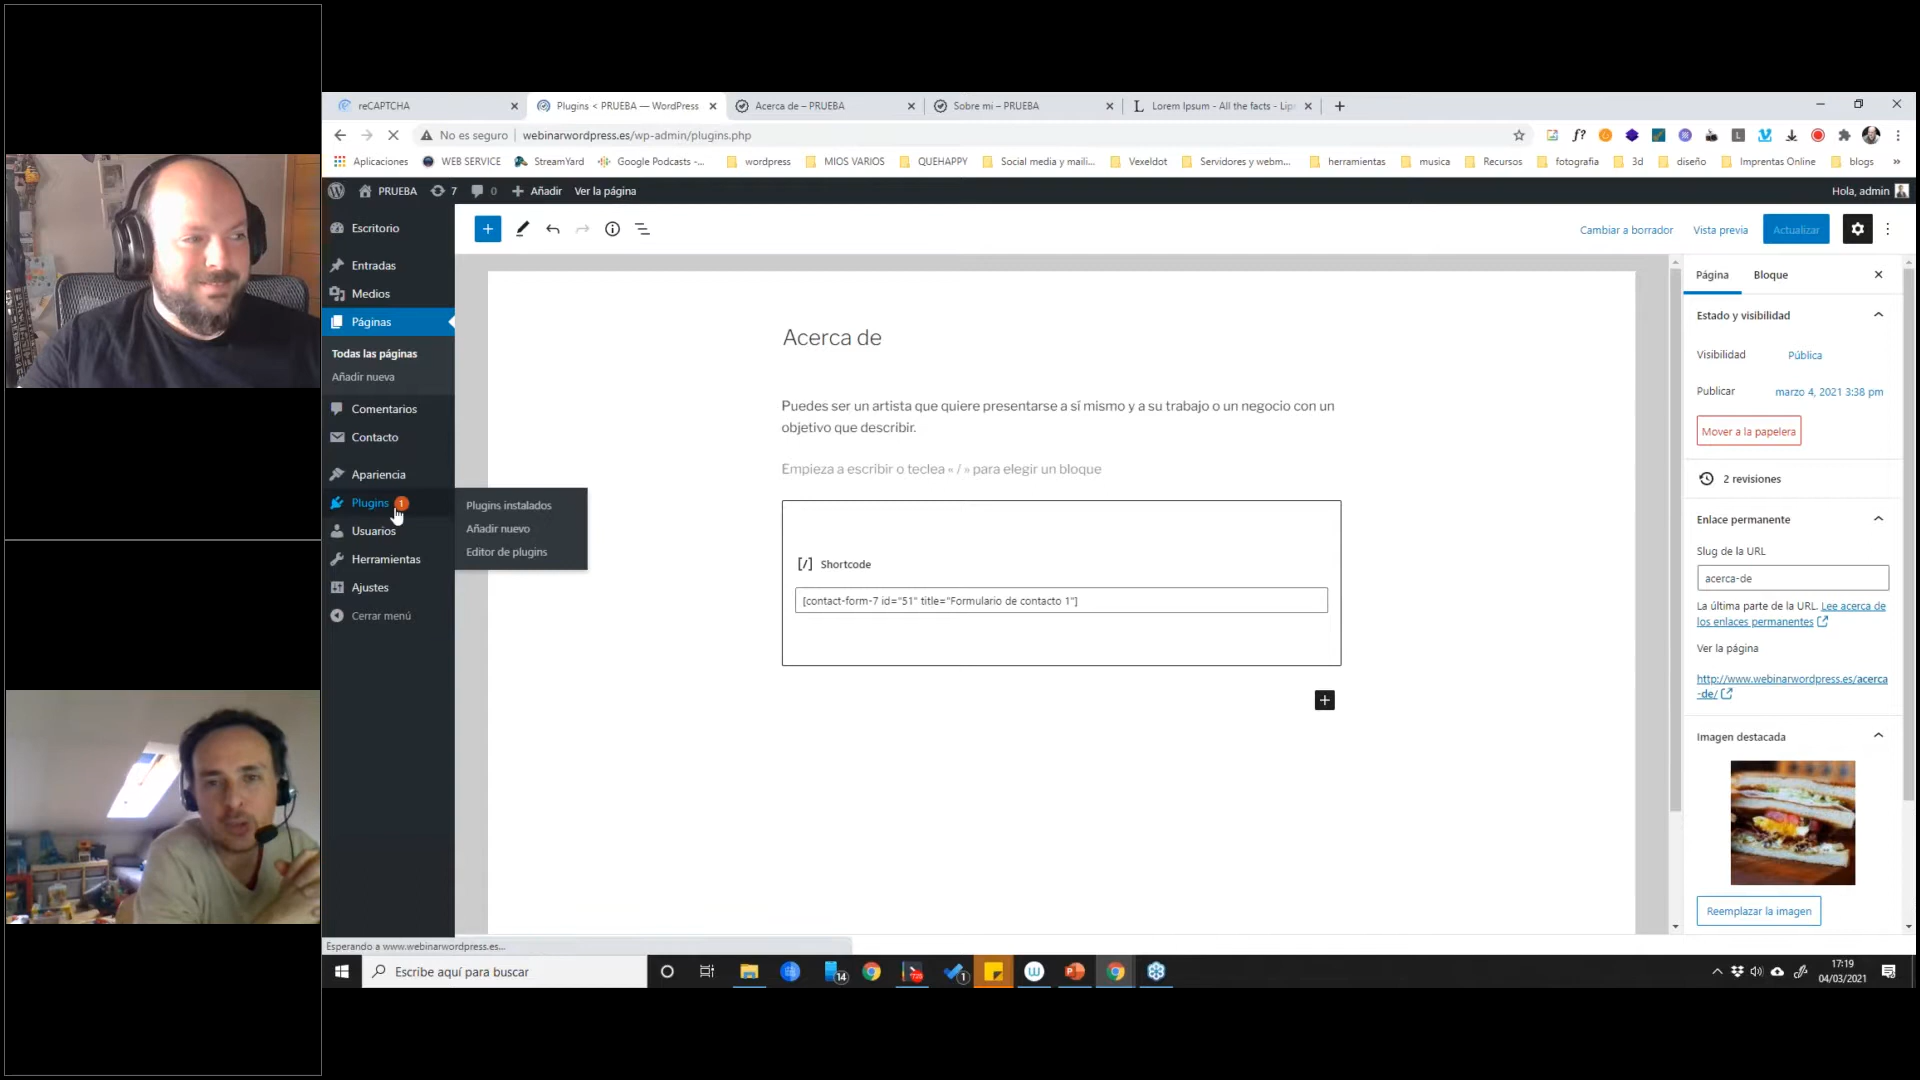 reCAPTCHA
Plugins < PRUEBA — WordPress
Acerca de – PRUEBA
Sobre mi – PRUEBA
Lorem Ipsum - All the facts - Lip
No es seguro
webinarwordpress.es/wp-admin/plugins.php
Aplicaciones
WEB SERVICE
StreamYard
Google Podcasts -...
wordpress
MIOS VARIOS
QUEHAPPY
Social media y maili...
Vexeldot
Servidores y webm...
herramientas
musica
Recursos
fotografia
3d
diseño
Imprentas Online
blogs
»
PRUEBA
7
0
Añadir
Ver la página
Hola, admin
Escritorio
Entradas
Medios
Páginas
Todas las páginas
Añadir nueva
Comentarios
Contacto
Apariencia
Plugins 1
Usuarios
Herramientas
Ajustes
Cerrar menú
Plugins instalados
Añadir nuevo
Editor de plugins
Cambiar a borrador
Vista previa
Actualizar
Acerca de
Puedes ser un artista que quiere presentarse a sí mismo y a su trabajo o un negocio con un
objetivo que describir.
Empieza a escribir o teclea « / » para elegir un bloque
[/] Shortcode
[contact-form-7 id="51" title="Formulario de contacto 1"]
Página
Bloque
Estado y visibilidad
Visibilidad
Pública
Publicar
marzo 4, 2021 3:38 pm
Mover a la papelera
2 revisiones
Enlace permanente
Slug de la URL
acerca-de
La última parte de la URL. Lee acerca de
los enlaces permanentes
Ver la página
http://www.webinarwordpress.es/acerca
-de/
Imagen destacada
Reemplazar la imagen
Esperando a www.webinarwordpress.es...
Escribe aquí para buscar
14
1
17:19
04/03/2021